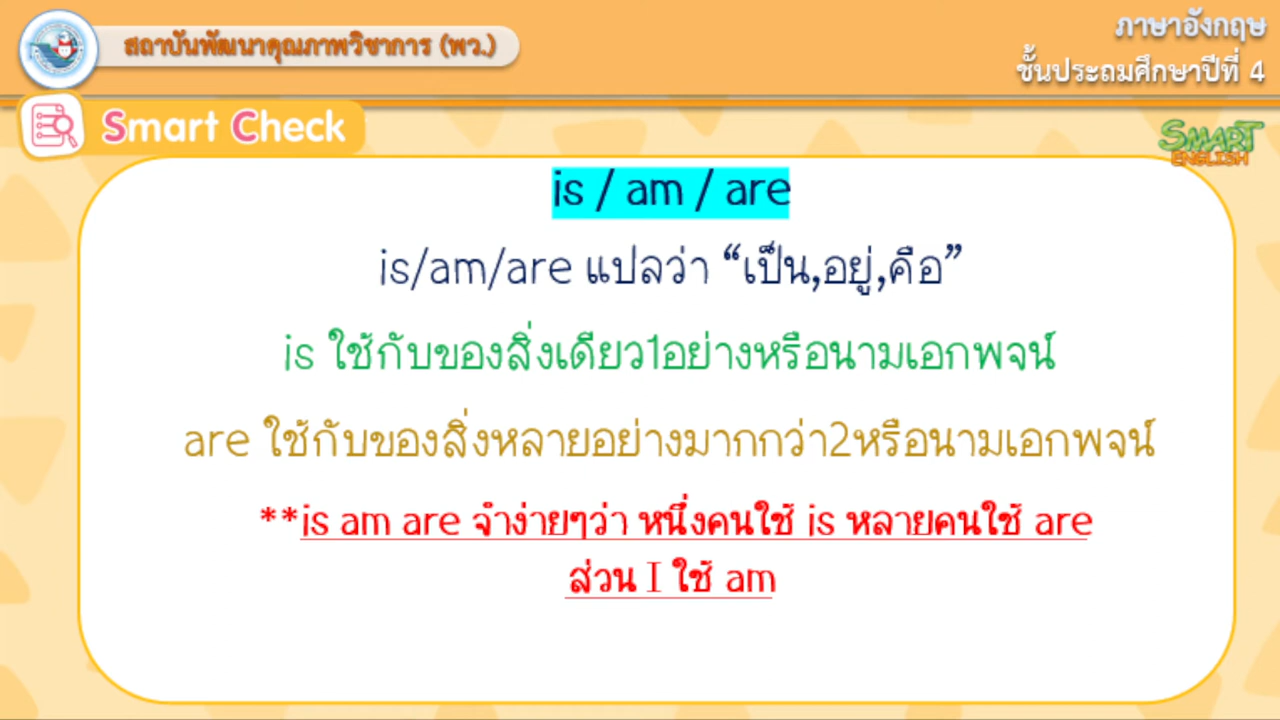 สถาบันพัฒนาคุณภาพวิชาการ (พว.)
ภาษาอังกฤษ
ชั้นประถมศึกษาปีที่ 4
Smart Check
SMART
ENGLISH
is / am / are
is/am/are แปลว่า “เป็น,อยู่,คือ”
is ใช้กับของสิ่งเดียว1อย่างหรือนามเอกพจน์
are ใช้กับของสิ่งหลายอย่างมากกว่า2หรือนามเอกพจน์
**is am are จำง่ายๆว่า หนึ่งคนใช้ is หลายคนใช้ are
ส่วน I ใช้ am